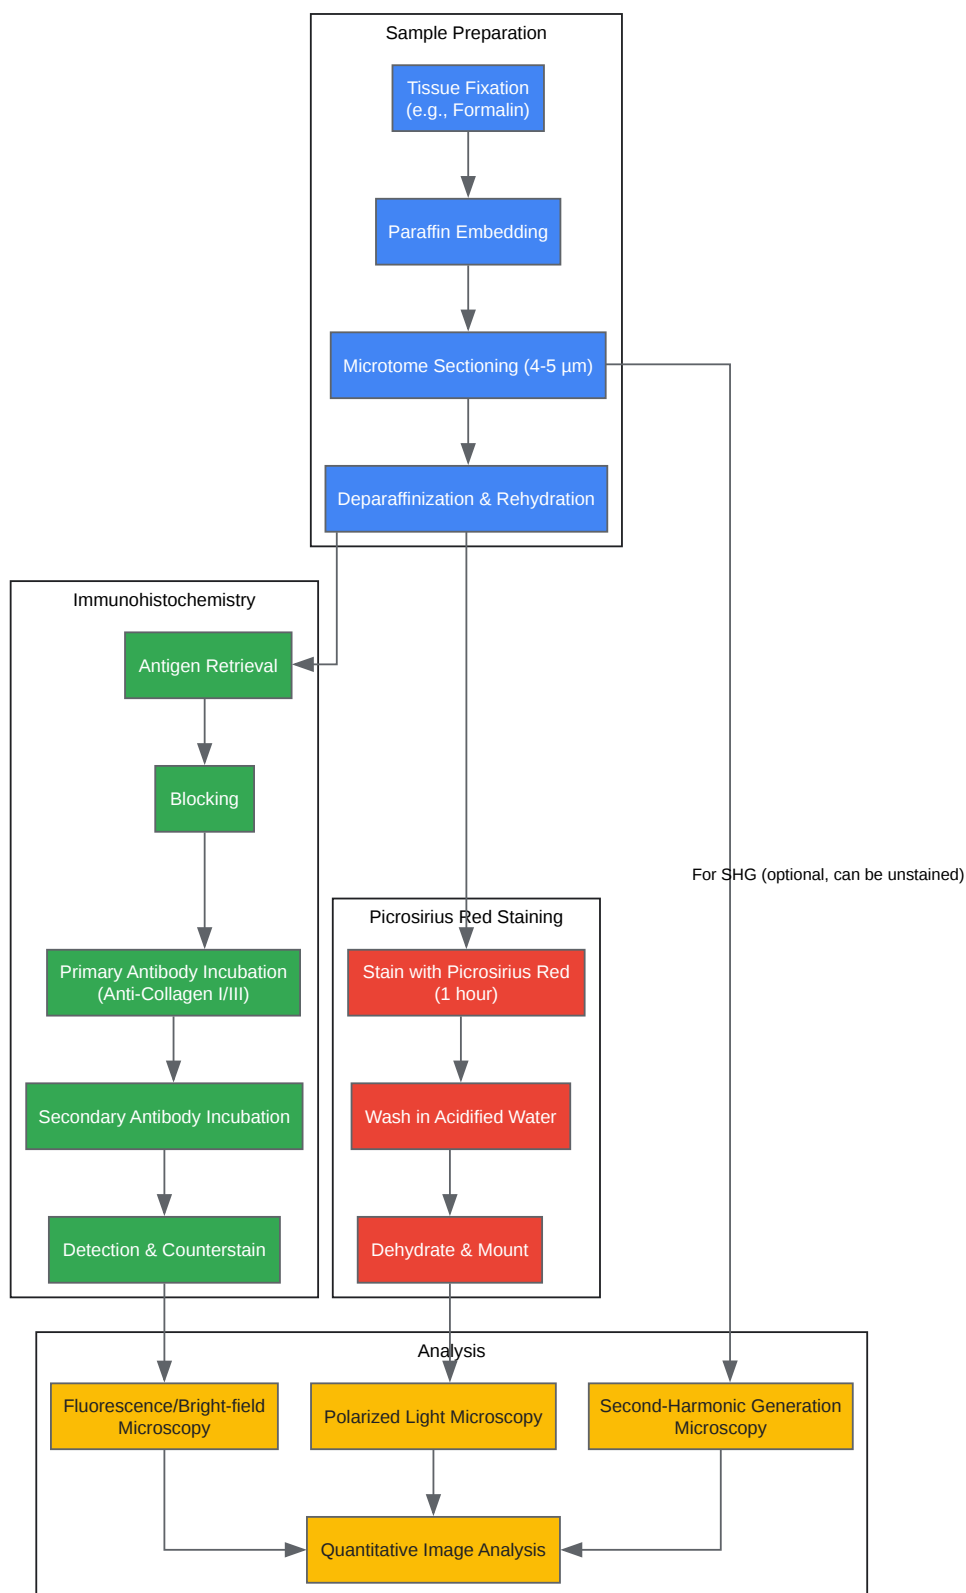 Sample Preparation
Tissue Fixation
(e.g., Formalin)
Paraffin Embedding
Microtome Sectioning (4-5 µm)
Deparaffinization & Rehydration
Immunohistochemistry
Antigen Retrieval
Blocking
For SHG (optional, can be unstained)
Picrosirius Red Staining
Primary Antibody Incubation
(Anti-Collagen I/III)
Stain with Picrosirius Red
(1 hour)
Secondary Antibody Incubation
Wash in Acidified Water
Detection & Counterstain
Dehydrate & Mount
Analysis
Fluorescence/Bright-field
Microscopy
Polarized Light Microscopy
Second-Harmonic Generation
Microscopy
Quantitative Image Analysis